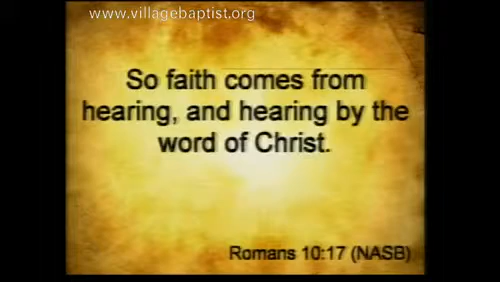 www.villagebaptist.org
So faith comes from
hearing, and hearing by the
word of Christ.
Romans 10:17 (NASB)